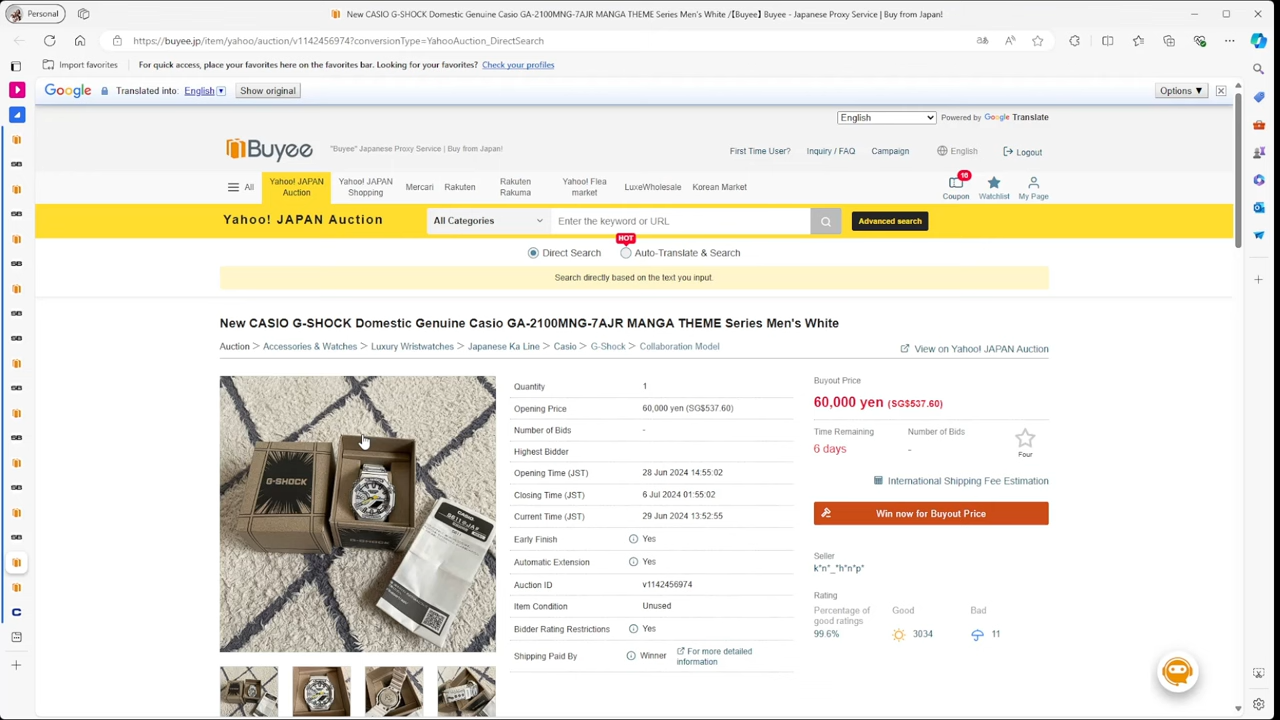 Personal
New CASIO G-SHOCK Domestic Genuine Casio GA-2100MNG-7AJR MANGA THEME Series Men's White /【Buyee】 Buyee - Japanese Proxy Service | Buy from Japan!
https://buyee.jp/item/yahoo/auction/v1142456974?conversionType=YahooAuction_DirectSearch
Import favorites
For quick access, place your favorites here on the favorites bar. Looking for your favorites? Check your profiles
Google Translated into: English Show original Options ▼
English Powered by Google Translate
Buyee "Buyee" Japanese Proxy Service | Buy from Japan!
First Time User? Inquiry / FAQ Campaign English Logout
All
Yahoo! JAPAN Auction
Yahoo! JAPAN Shopping
Mercari
Rakuten
Rakuten Rakuma
Yahoo! Flea market
LuxeWholesale
Korean Market
16
Coupon Watchlist My Page
Yahoo! JAPAN Auction All Categories Enter the keyword or URL Advanced search
HOT
Direct Search Auto-Translate & Search
Search directly based on the text you input.
New CASIO G-SHOCK Domestic Genuine Casio GA-2100MNG-7AJR MANGA THEME Series Men's White
Auction > Accessories & Watches > Luxury Wristwatches > Japanese Ka Line > Casio > G-Shock > Collaboration Model
View on Yahoo! JAPAN Auction
G-SHOCK
CASIO
Quantity 1
Opening Price 60,000 yen (SG$537.60)
Number of Bids -
Highest Bidder
Opening Time (JST) 28 Jun 2024 14:55:02
Closing Time (JST) 6 Jul 2024 01:55:02
Current Time (JST) 29 Jun 2024 13:52:55
Early Finish Yes
Automatic Extension Yes
Auction ID v1142456974
Item Condition Unused
Bidder Rating Restrictions Yes
Shipping Paid By Winner For more detailed
information
Buyout Price
60,000 yen (SG$537.60)
Time Remaining Number of Bids
6 days -
Four
International Shipping Fee Estimation
Win now for Buyout Price
Seller
k*n*_*h*n*p*
Rating
Percentage of good ratings Good Bad
99.6% 3034 11